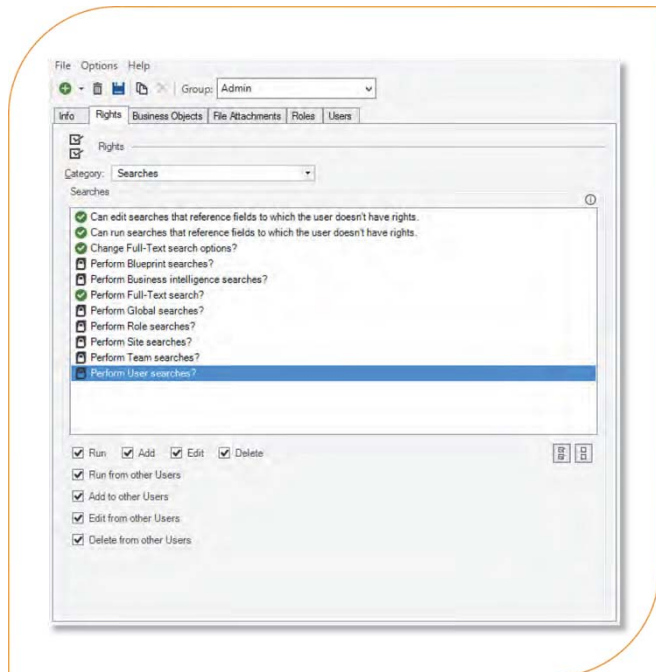 File Options Help
Group: Admin
Info Rights Business Objects File Attachments Roles Users
Rights
Category: Searches
Searches
Can edit searches that reference fields to which the user doesn't have rights.
Can run searches that reference fields to which the user doesn't have rights.
Change Full-Text search options?
Perform Blueprint searches?
Perform Business intelligence searches?
Perform Full-Text search?
Perform Global searches?
Perform Role searches?
Perform Site searches?
Perform Team searches?
Perform User searches?
Run Add Edit Delete
Run from other Users
Add to other Users
Edit from other Users
Delete from other Users